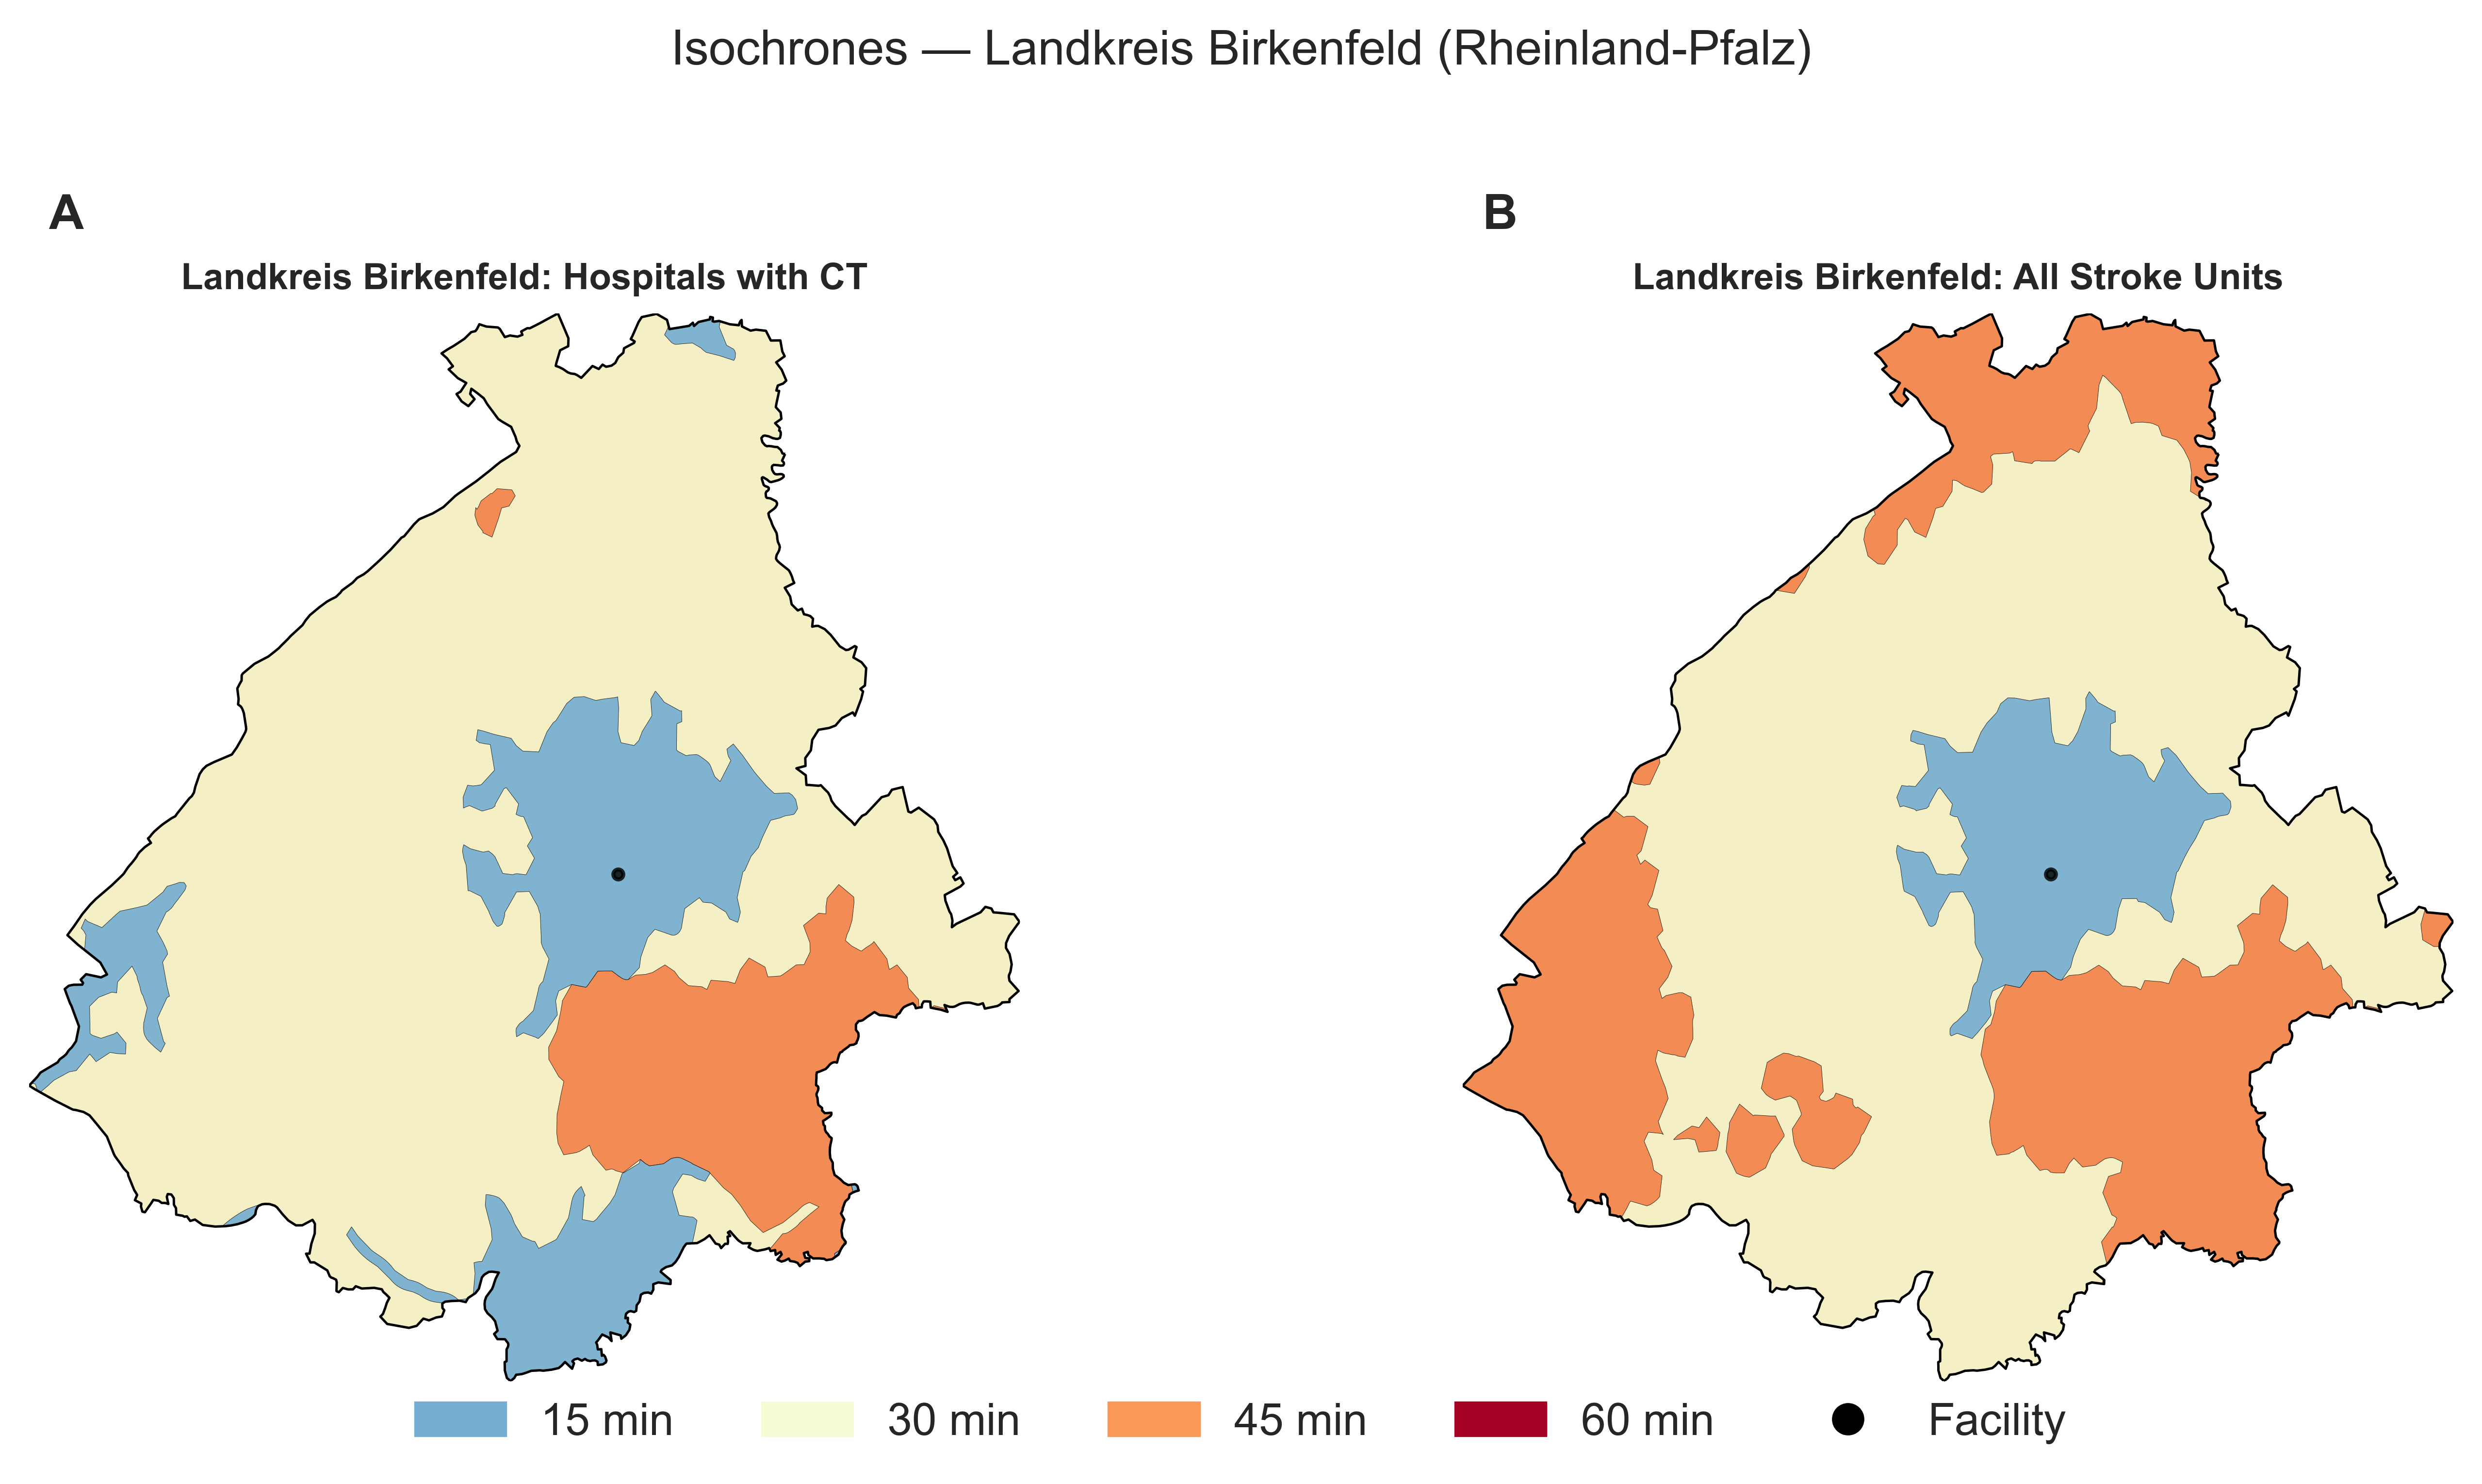 Isochrones — Landkreis Birkenfeld (Rheinland-Pfalz)
A
B
Landkreis Birkenfeld: Hospitals with CT
Landkreis Birkenfeld: All Stroke Units
15 min
30 min
45 min
60 min
Facility